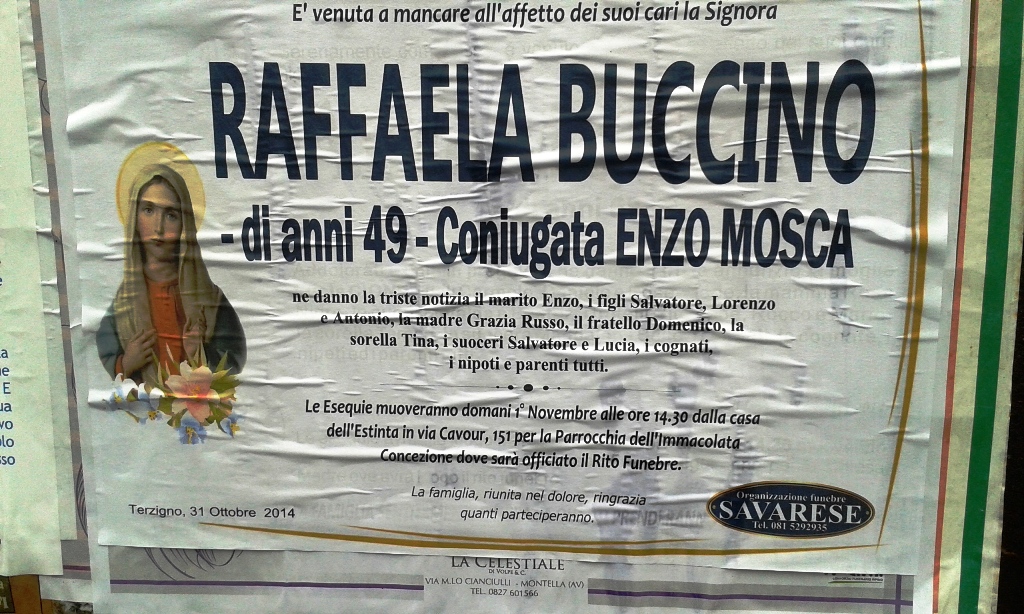 E' venuta a mancare all'affetto dei suoi cari la Signora
RAFFAELA BUCCINO
- di anni 49 - Coniugata ENZO MOSCA
ne danno la triste notizia il marito Enzo, i figli Salvatore, Lorenzo
e Antonio, la madre Grazia Russo, il fratello Domenico, la
sorella Tina, i suoceri Salvatore e Lucia, i cognati,
i nipoti e parenti tutti.
Le Esequie muoveranno domani 1° Novembre alle ore 14.30 dalla casa
dell'Estinta in via Cavour, 151 per la Parrocchia dell'Immacolata
Concezione dove sarà officiato il Rito Funebre.
La famiglia, riunita nel dolore, ringrazia
quanti parteciperanno.
Terzigno, 31 Ottobre 2014
Organizzazione funebre
SAVARESE
Tel. 081 5292935
LA CELESTIALE
DI VOLPE & C.
VIA M.LO CIANCIULLI - MONTELLA (AV)
TEL. 0827 601566